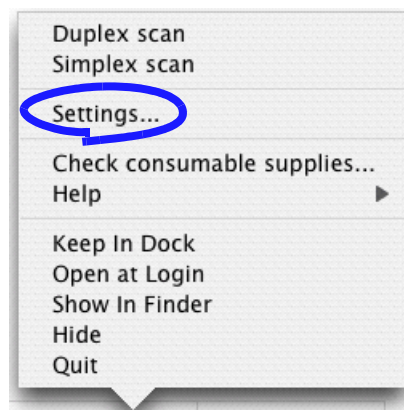 Duplex scan
Simplex scan
Settings...
Check consumable supplies...
Help
Keep In Dock
Open at Login
Show In Finder
Hide
Quit